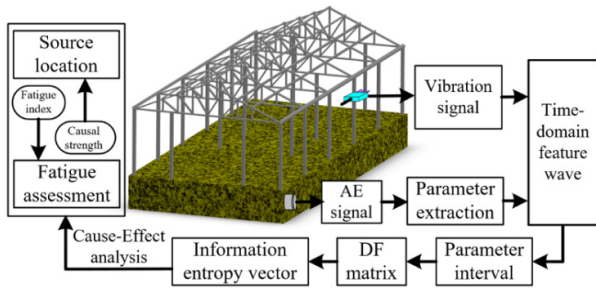 Source
location
Fatigue
index
Causal
strength
Fatigue
assessment
Vibration
signal
Time-
domain
feature
wave
AE
signal
Parameter
extraction
Cause-Effect
analysis
Information
entropy vector
DF
matrix
Parameter
interval